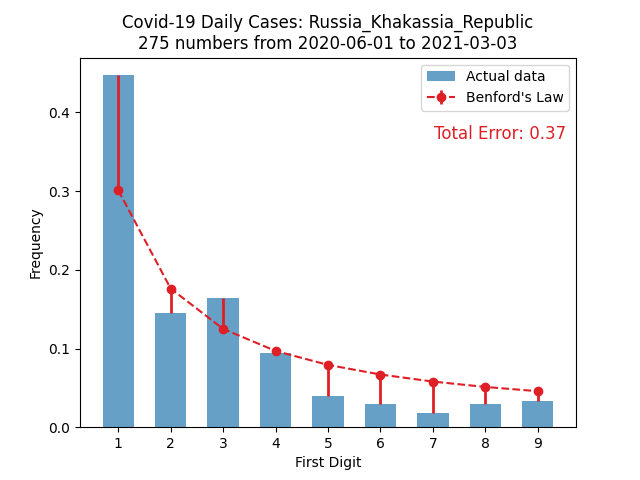 Covid-19 Daily Cases: Russia_Khakassia_Republic
275 numbers from 2020-06-01 to 2021-03-03
Actual data
Benford's Law
Total Error: 0.37
Frequency
0.4
0.3
0.2
0.1
0.0
1 2 3 4 5 6 7 8 9
First Digit